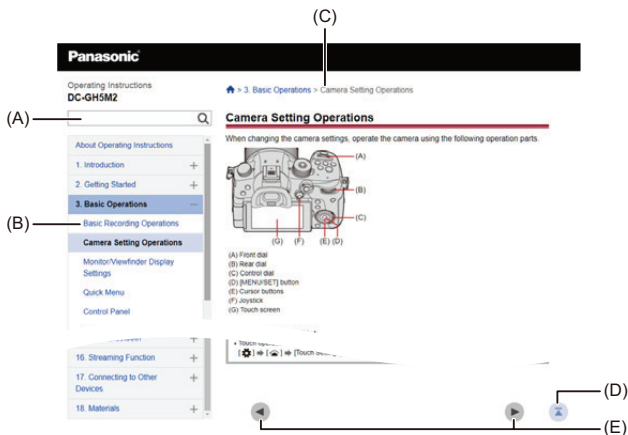 (C)
Panasonic
Operating Instructions
DC-GH5M2
> 3. Basic Operations > Camera Setting Operations
(A)
Camera Setting Operations
When changing the camera settings, operate the camera using the following operation parts.
About Operating Instructions
1. Introduction +
2. Getting Started +
3. Basic Operations −
(B)
Basic Recording Operations
Camera Setting Operations
Monitor/Viewfinder Display
Settings
Quick Menu
Control Panel
(A)
(B)
(C)
(G) (F) (E) (D)
(A) Front dial
(B) Rear dial
(C) Control dial
(D) [MENU/SET] button
(E) Cursor buttons
(F) Joystick
(G) Touch screen
16. Streaming Function +
17. Connecting to Other
Devices +
18. Materials +
(D)
(E)